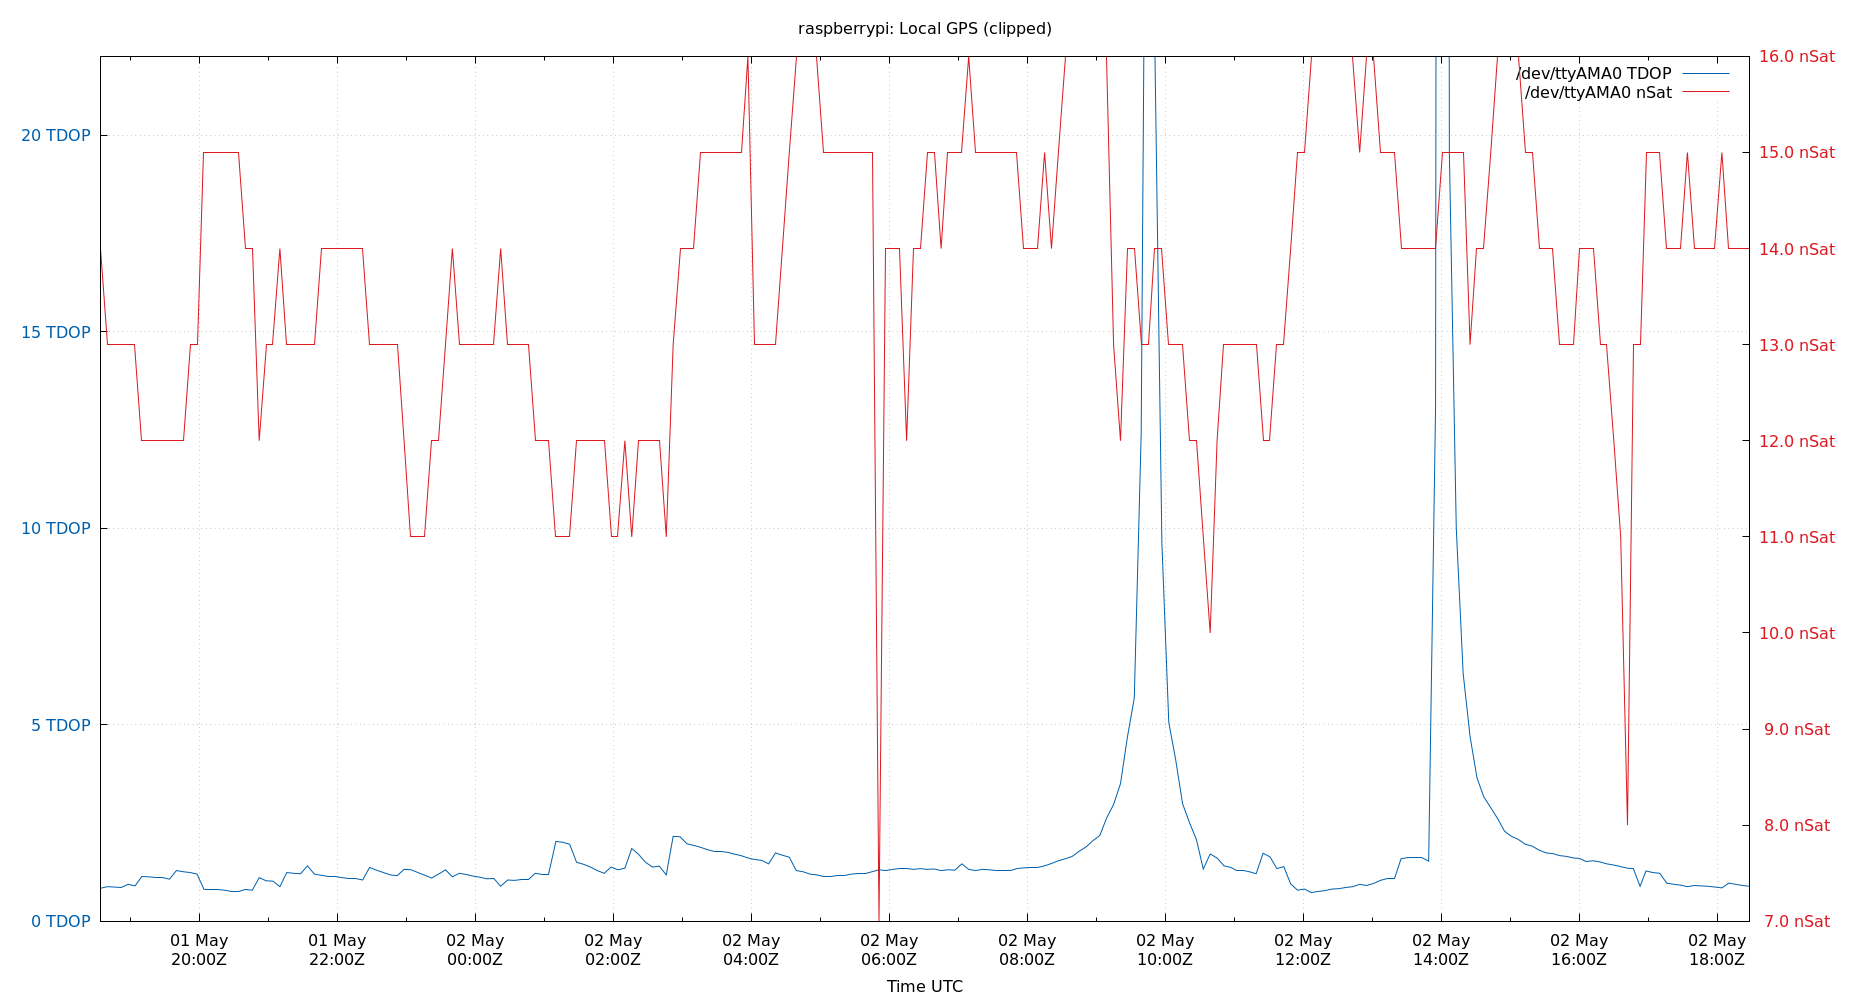 raspberrypi: Local GPS (clipped)
16.0 nSat
/dev/ttyAMA0 TDOP
/dev/ttyAMA0 nSat
20 TDOP
15.0 nSat
14.0 nSat
15 TDOP
13.0 nSat
12.0 nSat
10 TDOP
11.0 nSat
10.0 nSat
5 TDOP
9.0 nSat
8.0 nSat
0 TDOP
7.0 nSat
01 May 01 May 02 May 02 May 02 May 02 May 02 May 02 May 02 May 02 May 02 May 02 May
20:00Z 22:00Z 00:00Z 02:00Z 04:00Z 06:00Z 08:00Z 10:00Z 12:00Z 14:00Z 16:00Z 18:00Z
Time UTC